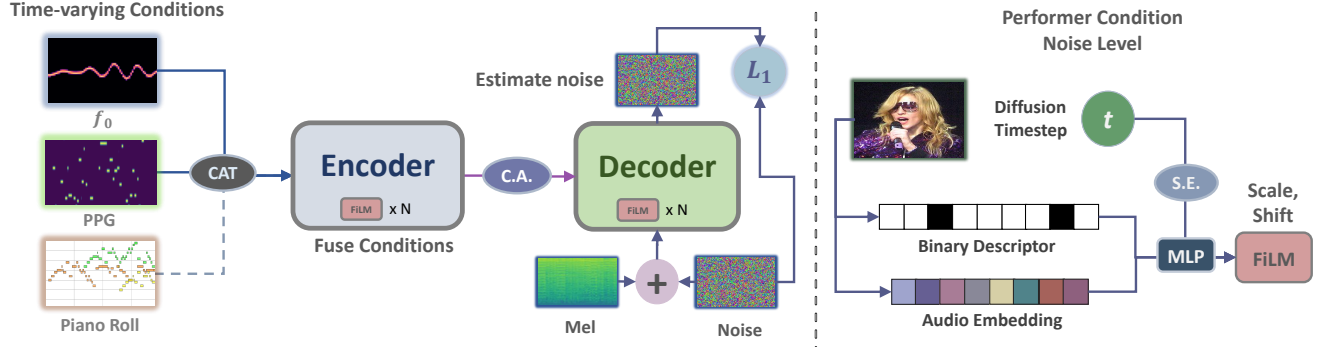 Time-varying Conditions
f₀
PPG
Piano Roll
CAT
Encoder
FiLM x N
Fuse Conditions
C.A.
Estimate noise
L₁
Decoder
FiLM x N
Mel
+
Noise
Performer Condition
Noise Level
Diffusion
Timestep
t
S.E.
Binary Descriptor
MLP
Scale,
Shift
FiLM
Audio Embedding